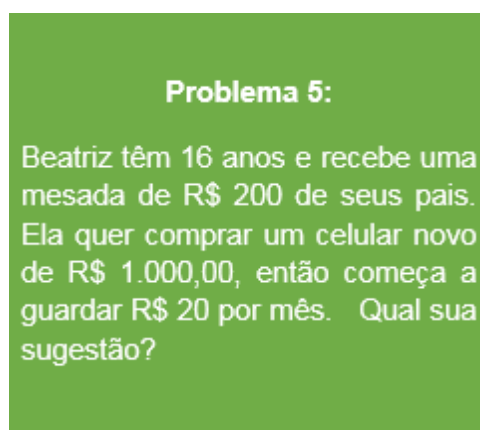 Problema 5:
Beatriz têm 16 anos e recebe uma
mesada de R$ 200 de seus pais.
Ela quer comprar um celular novo
de R$ 1.000,00, então começa a
guardar R$ 20 por mês. Qual sua
sugestão?